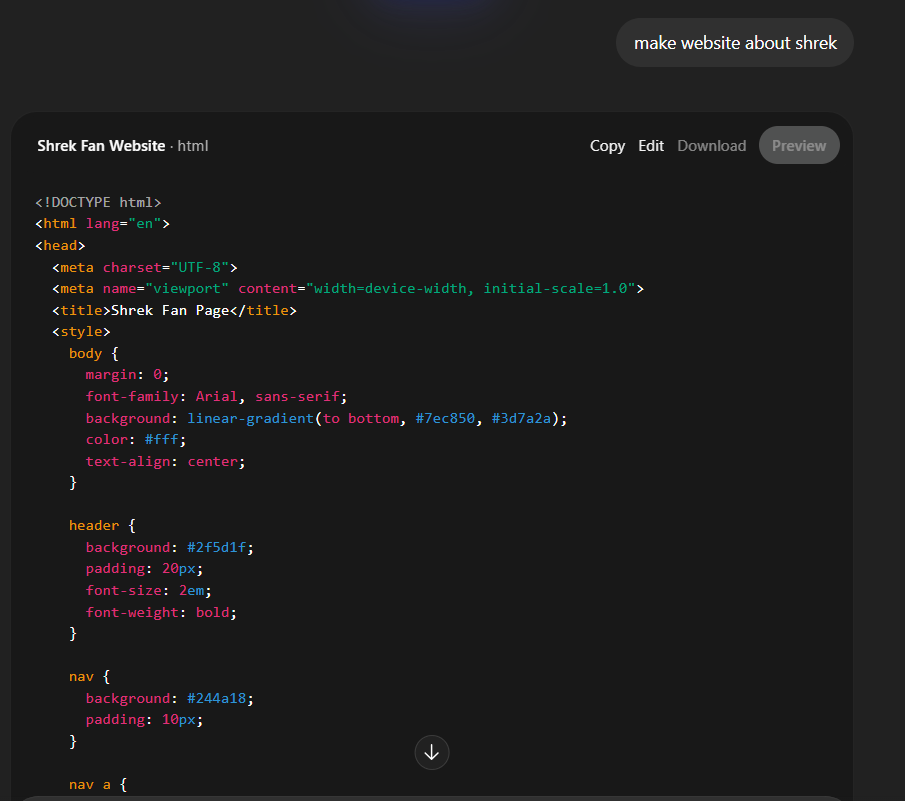 make website about shrek
Shrek Fan Website · html Copy Edit Download Preview
<!DOCTYPE html>
<html lang="en">
<head>
  <meta charset="UTF-8">
  <meta name="viewport" content="width=device-width, initial-scale=1.0">
  <title>Shrek Fan Page</title>
  <style>
    body {
      margin: 0;
      font-family: Arial, sans-serif;
      background: linear-gradient(to bottom, #7ec850, #3d7a2a);
      color: #fff;
      text-align: center;
    }

    header {
      background: #2f5d1f;
      padding: 20px;
      font-size: 2em;
      font-weight: bold;
    }

    nav {
      background: #244a18;
      padding: 10px;
    }

    nav a {